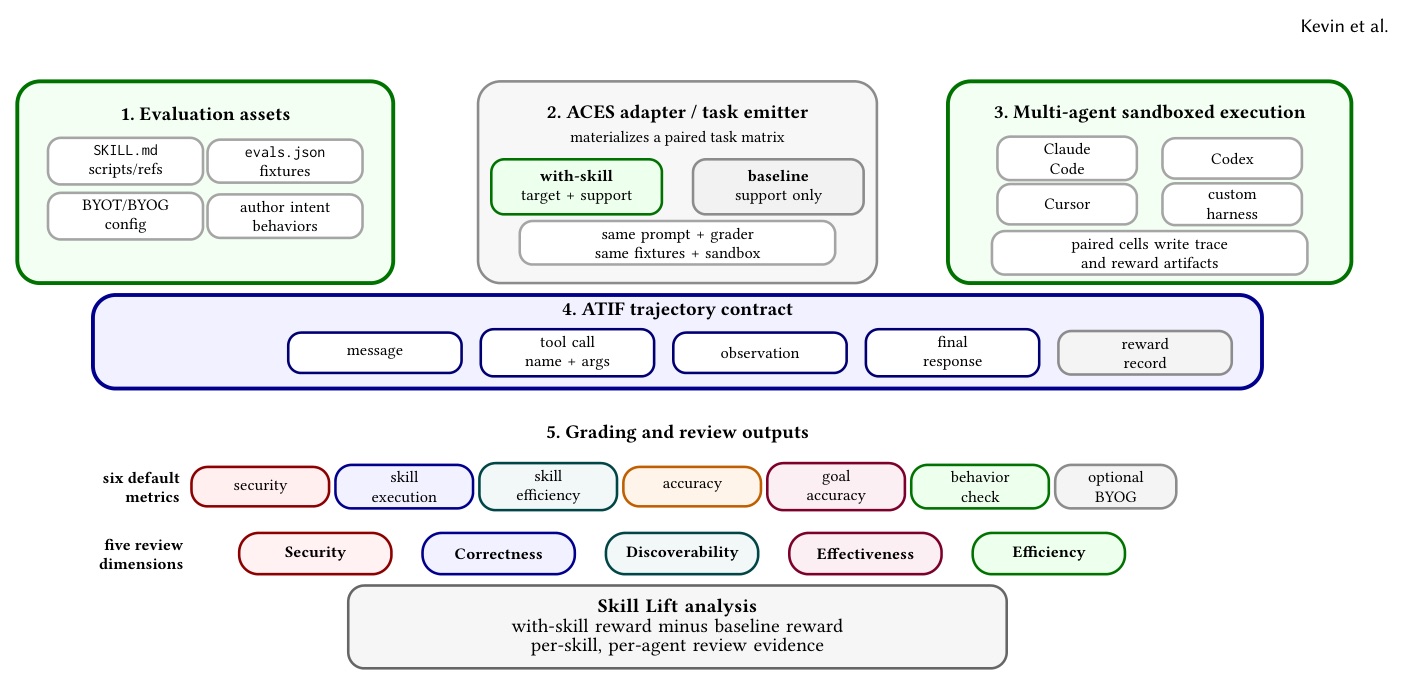 Kevin et al.
1. Evaluation assets
SKILL.md
scripts/refs
evals.json
fixtures
BYOT/BYOG
config
author intent
behaviors
2. ACES adapter / task emitter
materializes a paired task matrix
with-skill
target + support
baseline
support only
same prompt + grader
same fixtures + sandbox
3. Multi-agent sandboxed execution
Claude
Code
Codex
Cursor
custom
harness
paired cells write trace
and reward artifacts
4. ATIF trajectory contract
message
tool call
name + args
observation
final
response
reward
record
5. Grading and review outputs
six default
metrics
security
skill
execution
skill
efficiency
accuracy
goal
accuracy
behavior
check
optional
BYOG
five review
dimensions
Security
Correctness
Discoverability
Effectiveness
Efficiency
Skill Lift analysis
with-skill reward minus baseline reward
per-skill, per-agent review evidence